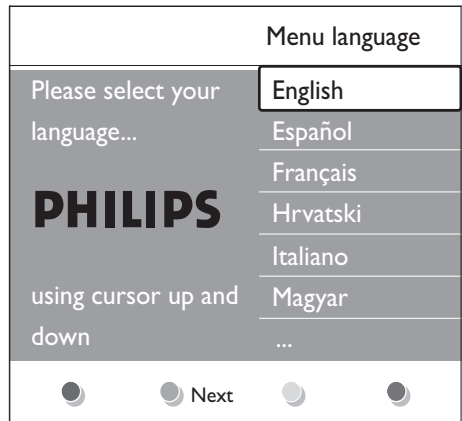 Menu language
Please select your
language...
PHILIPS
using cursor up and
down
English
Español
Français
Hrvatski
Italiano
Magyar
...
Next